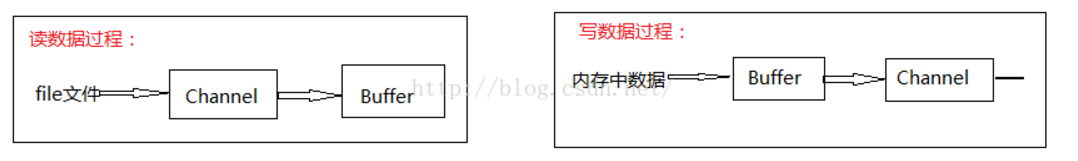 读数据过程：
file文件
Channel
Buffer
写数据过程：
内存中数据
Buffer
Channel
http://blog.csdn.net/